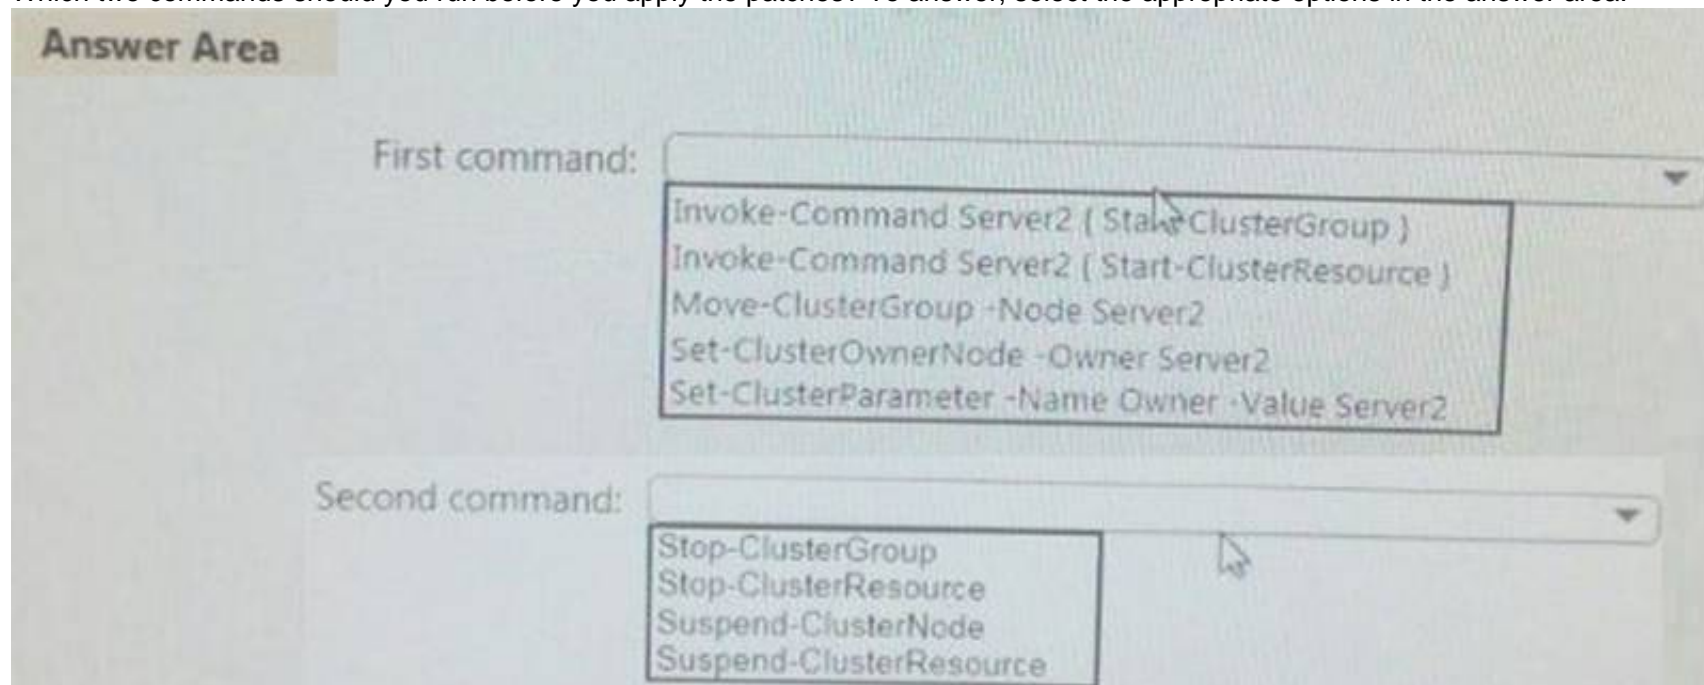 Which two commands should you run before you apply the patches? To answer, select the appropriate options in the answer area.
Answer Area
First command:
Invoke-Command Server2 { ClusterGroup }
Invoke-Command Server2 { Start-ClusterResource }
Move-ClusterGroup -Node Server2
Set-ClusterOwnerNode -Owner Server2
Set-ClusterParameter -Name Owner -Value Server2
Second command:
Stop-ClusterGroup
Stop-ClusterResource
Suspend-ClusterNode
Suspend-ClusterResource